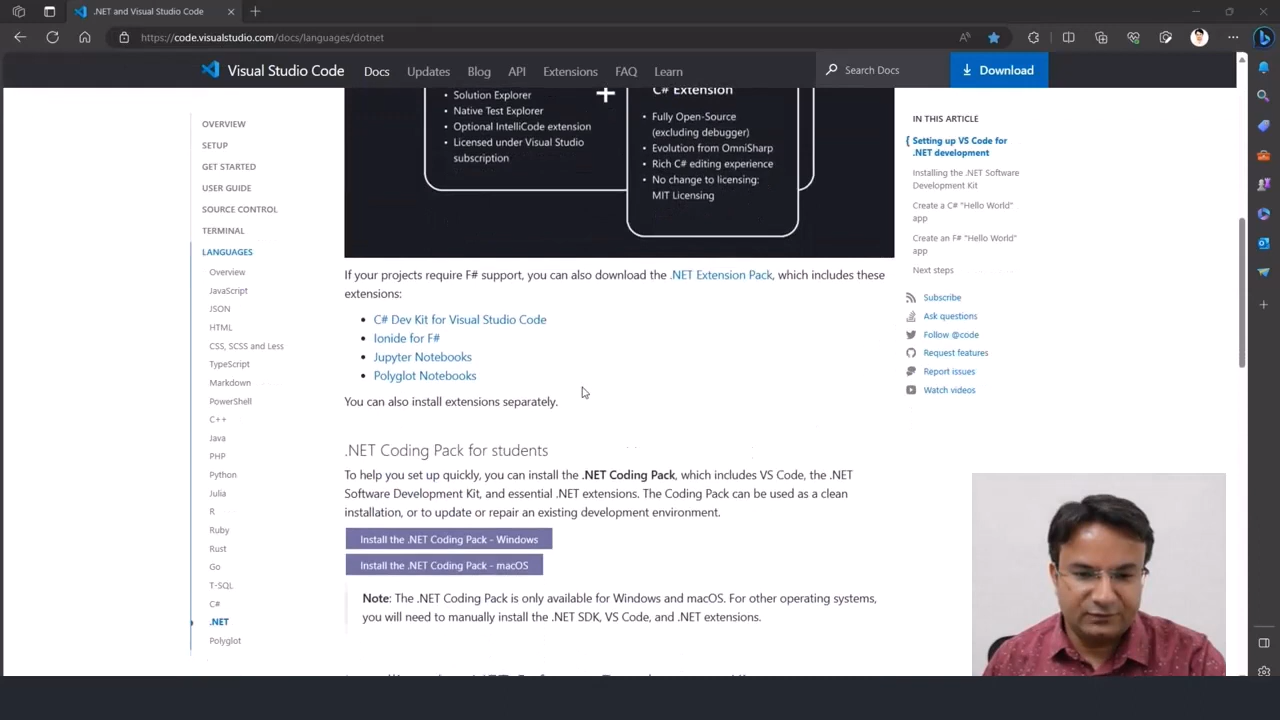 .NET and Visual Studio Code
https://code.visualstudio.com/docs/languages/dotnet
Visual Studio Code
Docs
Updates
Blog
API
Extensions
FAQ
Learn
Search Docs
Download
OVERVIEW
SETUP
GET STARTED
USER GUIDE
SOURCE CONTROL
TERMINAL
LANGUAGES
Overview
JavaScript
JSON
HTML
CSS, SCSS and Less
TypeScript
Markdown
PowerShell
C++
Java
PHP
Python
Julia
R
Ruby
Rust
Go
T-SQL
C#
.NET
Polyglot
• Solution Explorer
• Native Test Explorer
• Optional IntelliCode extension
• Licensed under Visual Studio
subscription
+
C# Extension
• Fully Open-Source
(excluding debugger)
• Evolution from OmniSharp
• Rich C# editing experience
• No change to licensing:
MIT Licensing
If your projects require F# support, you can also download the .NET Extension Pack, which includes these
extensions:
• C# Dev Kit for Visual Studio Code
• Ionide for F#
• Jupyter Notebooks
• Polyglot Notebooks
You can also install extensions separately.
.NET Coding Pack for students
To help you set up quickly, you can install the .NET Coding Pack, which includes VS Code, the .NET
Software Development Kit, and essential .NET extensions. The Coding Pack can be used as a clean
installation, or to update or repair an existing development environment.
Install the .NET Coding Pack - Windows
Install the .NET Coding Pack - macOS
Note: The .NET Coding Pack is only available for Windows and macOS. For other operating systems,
you will need to manually install the .NET SDK, VS Code, and .NET extensions.
IN THIS ARTICLE
Setting up VS Code for
.NET development
Installing the .NET Software
Development Kit
Create a C# "Hello World"
app
Create an F# "Hello World"
app
Next steps
Subscribe
Ask questions
Follow @code
Request features
Report issues
Watch videos